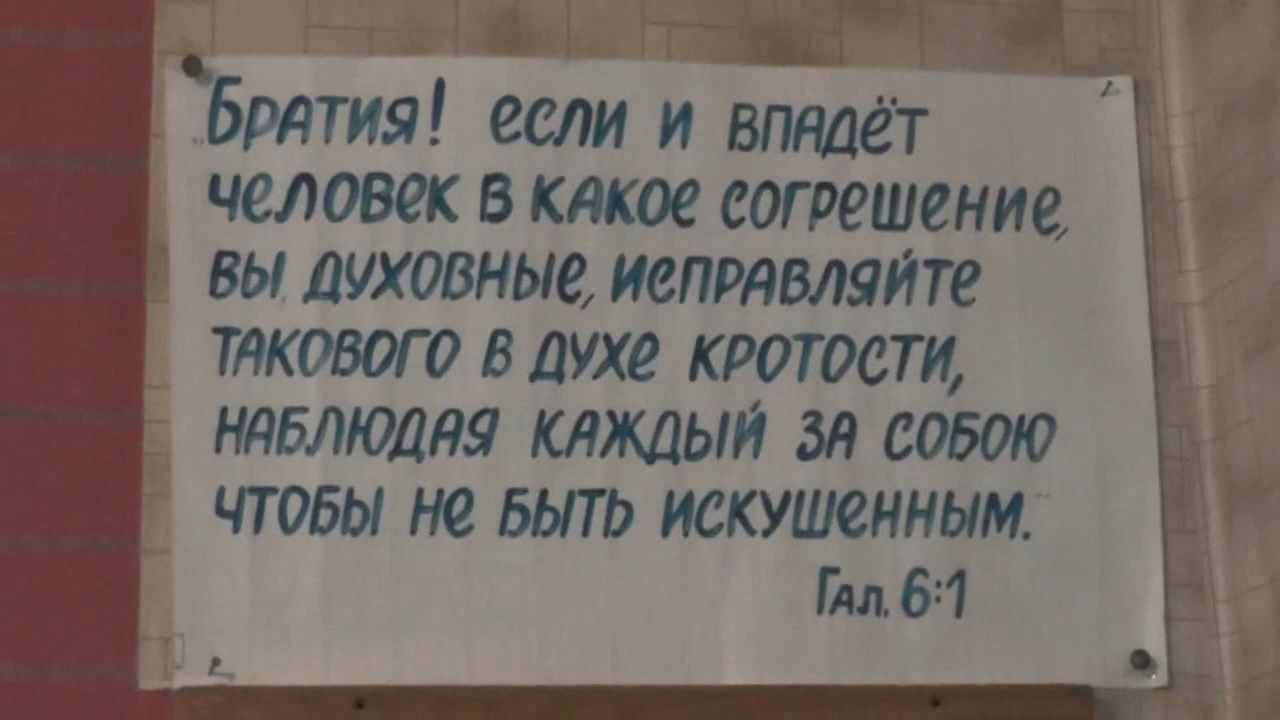 „Братия! если и впадёт
человек в какое согрешение,
вы духовные, исправляйте
такового в духе кротости,
наблюдая каждый за собою
чтобы не быть искушенным.“
Гал. 6:1